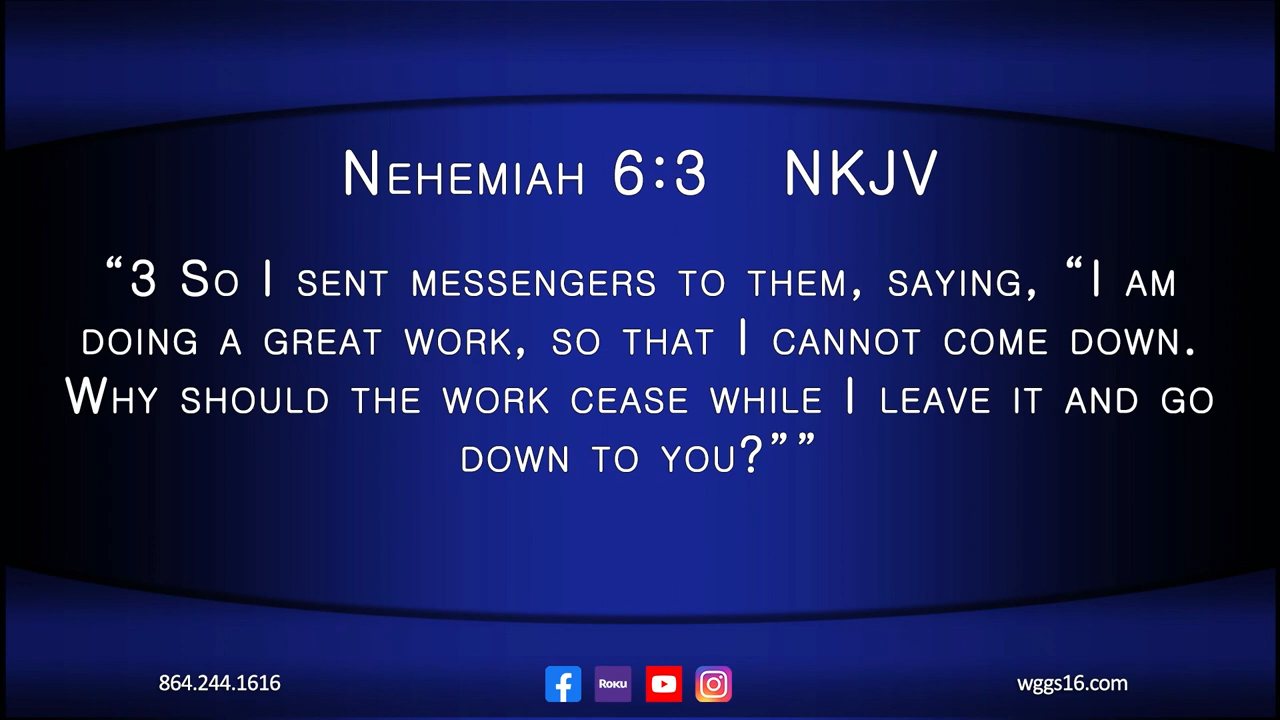 Nehemiah 6:3 NKJV
“3 So I sent messengers to them, saying, “I am
doing a great work, so that I cannot come down.
Why should the work cease while I leave it and go
down to you?””
864.244.1616 Roku wggs16.com